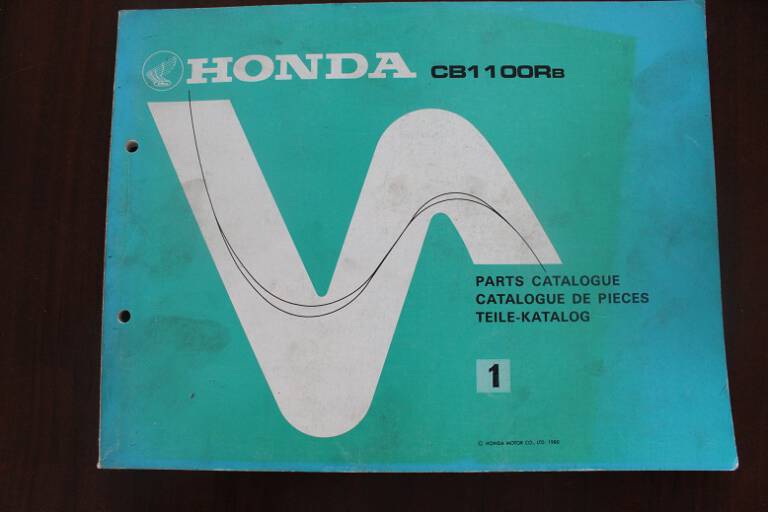 HONDA CB1100RB
PARTS CATALOGUE
CATALOGUE DE PIECES
TEILE-KATALOG
1
© HONDA MOTOR CO., LTD. 1980